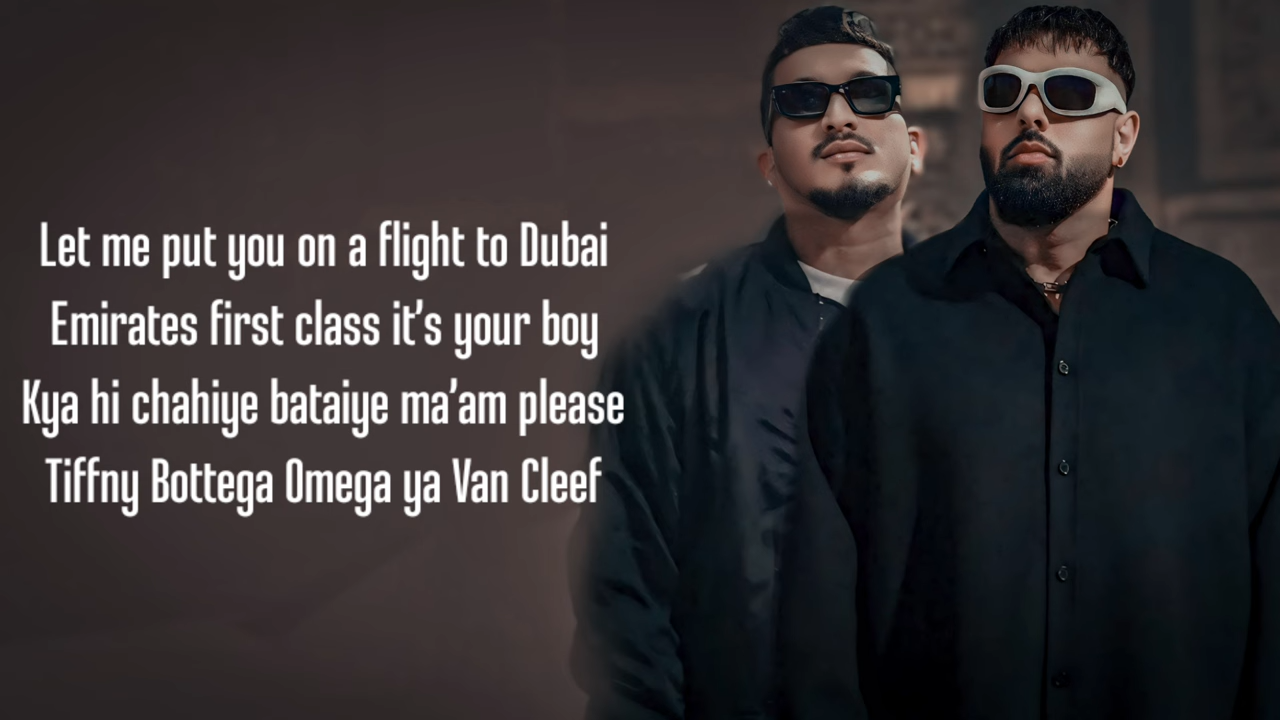 Let me put you on a flight to Dubai
Emirates first class it's your boy
Kya hi chahiye bataiye ma'am please
Tiffny Bottega Omega ya Van Cleef